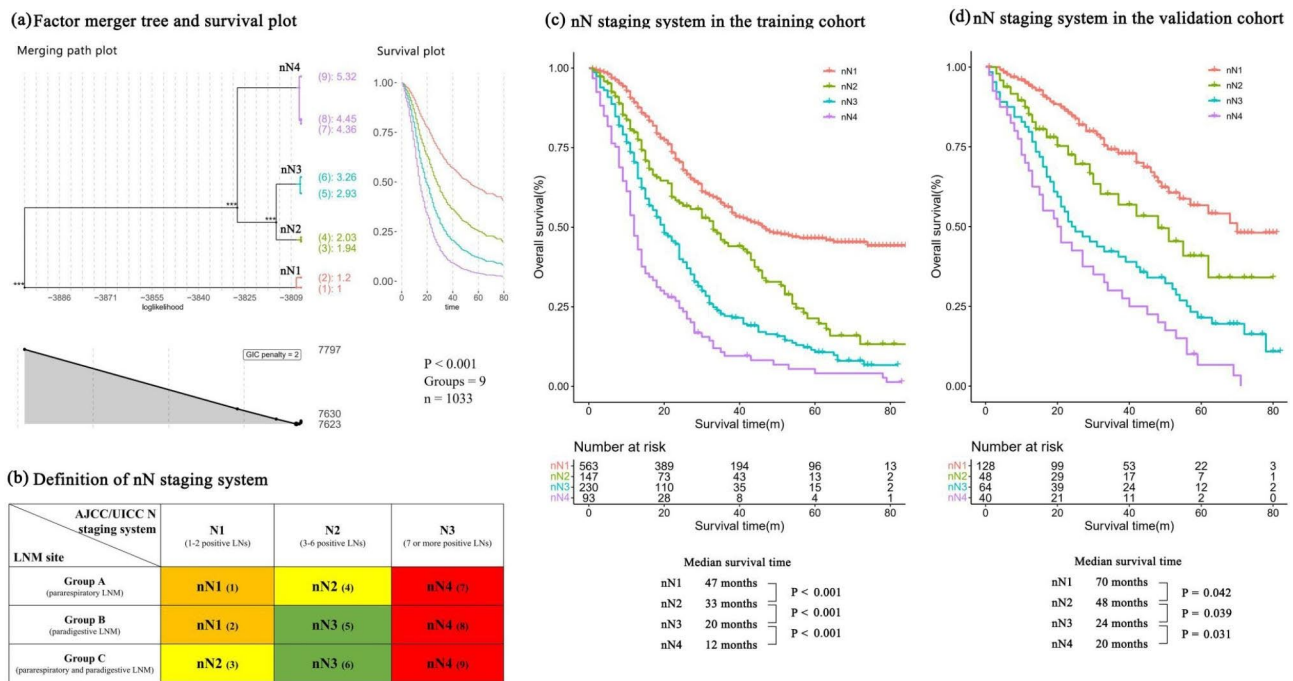 (a) Factor merger tree and survival plot
Merging path plot
Survival plot
nN4
(9): 5.32
(8): 4.45
(7): 4.36
nN3
(6): 3.26
(5): 2.93
***
***
nN2
(4): 2.03
(3): 1.94
nN1
(2): 1.2
(1): 1
***
−3886 −3871 −3855 −3840 −3825 −3809
loglikelihood
1.00
0.75
0.50
0.25
0.00
0 20 40 60 80
time
GIC penalty = 2
7797
7630
7623
P < 0.001
Groups = 9
n = 1033
(b) Definition of nN staging system
AJCC/UICC N
staging system
LNM site
N1
(1-2 positive LNs)
N2
(3-6 positive LNs)
N3
(7 or more positive LNs)
Group A
(pararespiratory LNM)
nN1 (1) nN2 (4) nN4 (7)
Group B
(paradigestive LNM)
nN1 (2) nN3 (5) nN4 (8)
Group C
(pararespiratory and paradigestive LNM)
nN2 (3) nN3 (6) nN4 (9)
(c) nN staging system in the training cohort
nN1
nN2
nN3
nN4
Overall survival(%)
1.00
0.75
0.50
0.25
0.00
0 20 40 60 80
Survival time(m)
Number at risk
nN1 563 389 194 96 13
nN2 147 73 43 13 2
nN3 230 110 35 15 2
nN4 93 28 8 4 1
0 20 40 60 80
Survival time(m)
Median survival time
nN1 47 months
P < 0.001
nN2 33 months
P < 0.001
nN3 20 months
P < 0.001
nN4 12 months
(d) nN staging system in the validation cohort
nN1
nN2
nN3
nN4
Overall survival(%)
1.00
0.75
0.50
0.25
0.00
0 20 40 60 80
Survival time(m)
Number at risk
nN1 128 99 53 22 3
nN2 48 29 17 7 1
nN3 64 39 24 12 2
nN4 40 21 11 2 0
0 20 40 60 80
Survival time(m)
Median survival time
nN1 70 months
P = 0.042
nN2 48 months
P = 0.039
nN3 24 months
P = 0.031
nN4 20 months